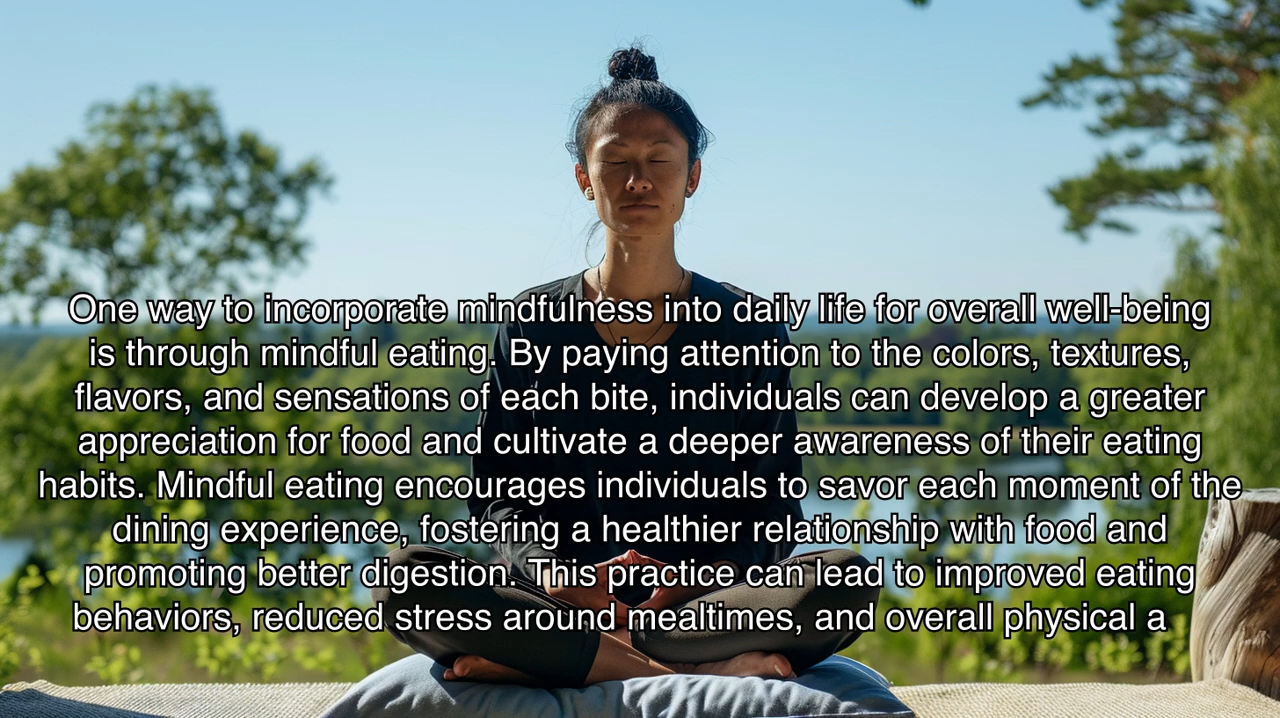 One way to incorporate mindfulness into daily life for overall well-being
is through mindful eating. By paying attention to the colors, textures,
flavors, and sensations of each bite, individuals can develop a greater
appreciation for food and cultivate a deeper awareness of their eating
habits. Mindful eating encourages individuals to savor each moment of the
dining experience, fostering a healthier relationship with food and
promoting better digestion. This practice can lead to improved eating
behaviors, reduced stress around mealtimes, and overall physical a